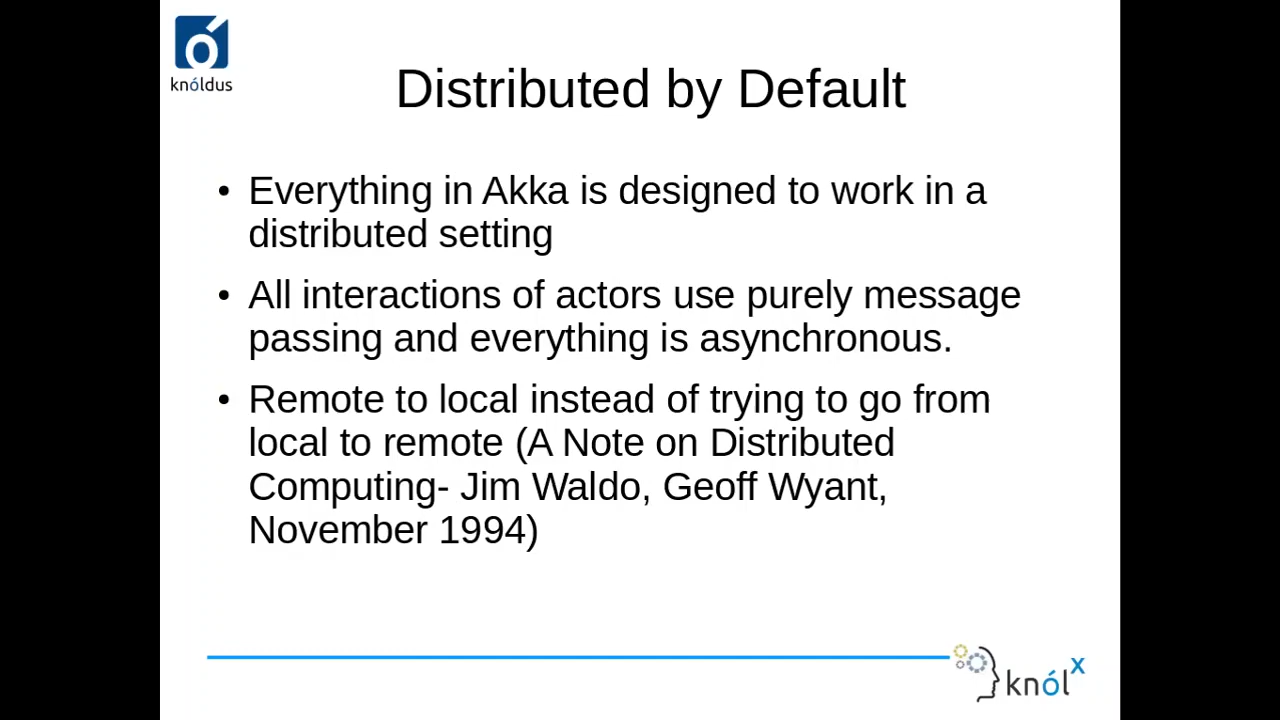 knóldus
Distributed by Default
• Everything in Akka is designed to work in a
distributed setting
• All interactions of actors use purely message
passing and everything is asynchronous.
• Remote to local instead of trying to go from
local to remote (A Note on Distributed
Computing- Jim Waldo, Geoff Wyant,
November 1994)
knólx